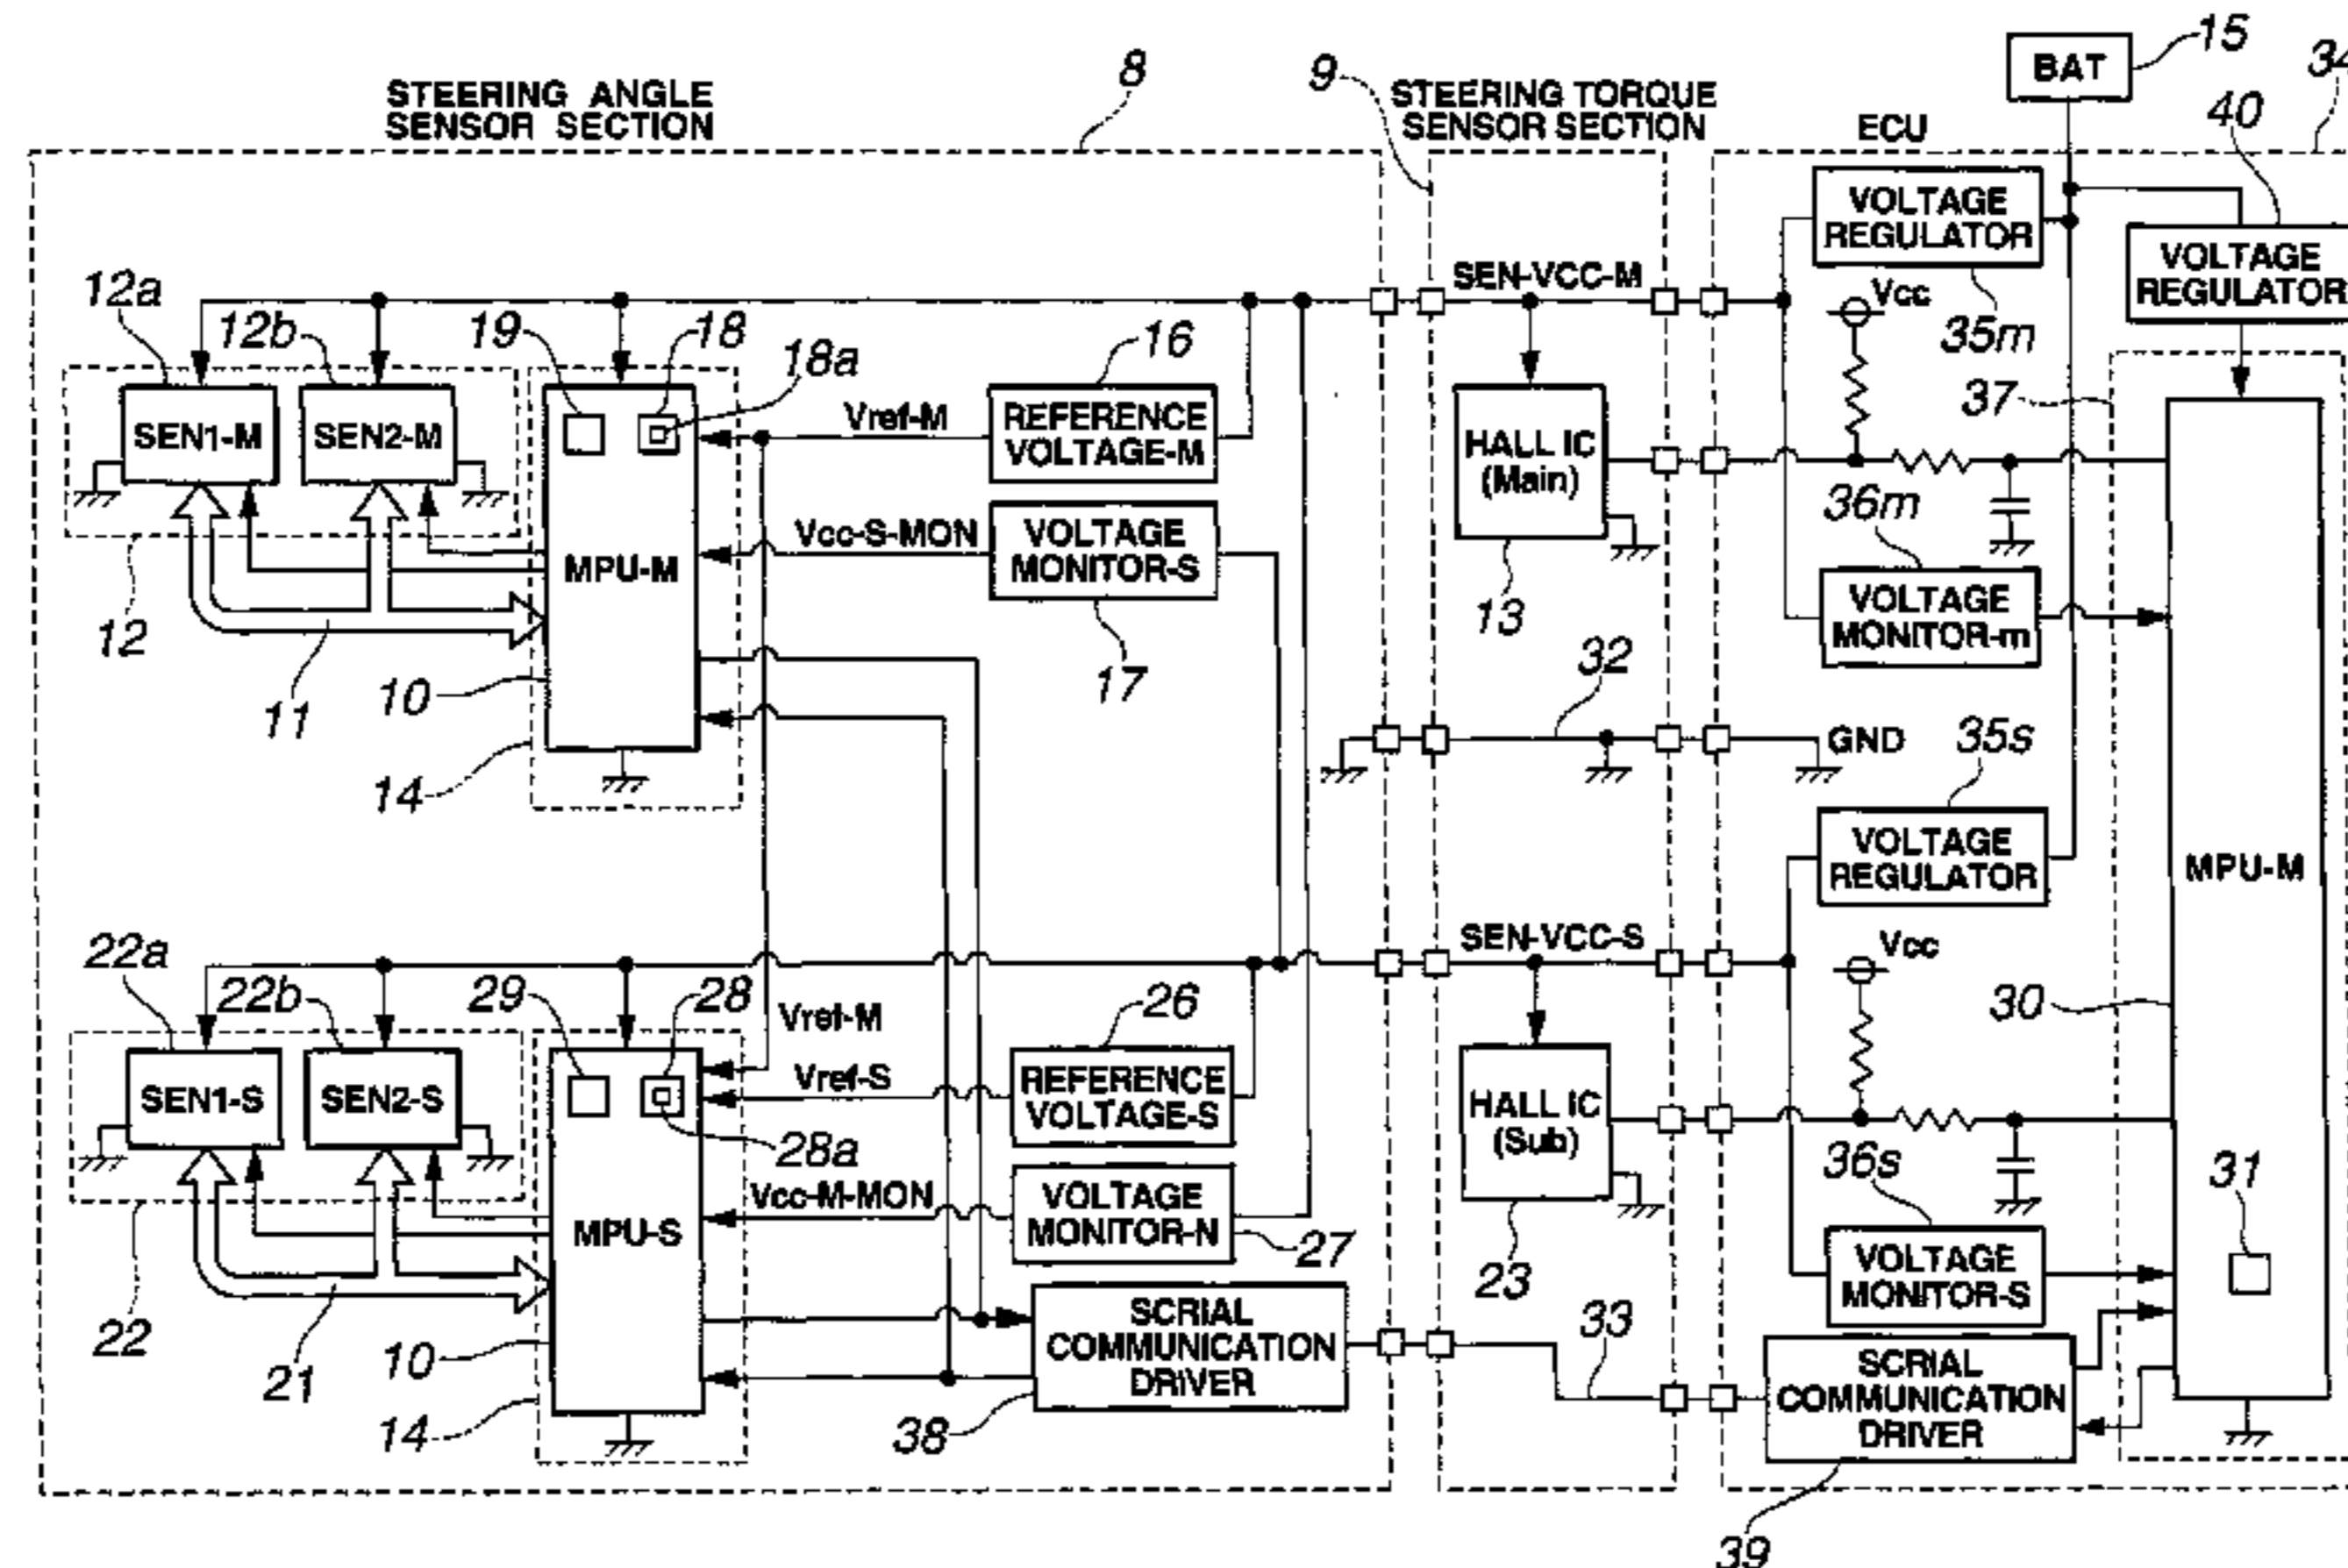 STEERING ANGLE
SENSOR SECTION
8
9
STEERING TORQUE
SENSOR SECTION
ECU
BAT
15
34
40
VOLTAGE
REGULATOR
VOLTAGE
REGULATOR
35m
Vcc
SEN-VCC-M
12a
12b
19
18
18a
16
37
SEN1-M
SEN2-M
Vref-M
REFERENCE
VOLTAGE-M
HALL IC
(Main)
13
36m
MPU-M
Vcc-S-MON
VOLTAGE
MONITOR-S
17
VOLTAGE
MONITOR-m
12
11
10
14
32
GND
35s
VOLTAGE
REGULATOR
MPU-M
22a
22b
29
28
Vref-M
26
SEN-VCC-S
Vcc
30
SEN1-S
SEN2-S
28a
Vref-S
REFERENCE
VOLTAGE-S
HALL IC
(Sub)
23
36s
31
MPU-S
Vcc-M-MON
VOLTAGE
MONITOR-N
27
VOLTAGE
MONITOR-S
22
21
10
14
38
SCRIAL
COMMUNICATION
DRIVER
33
SCRIAL
COMMUNICATION
DRIVER
39